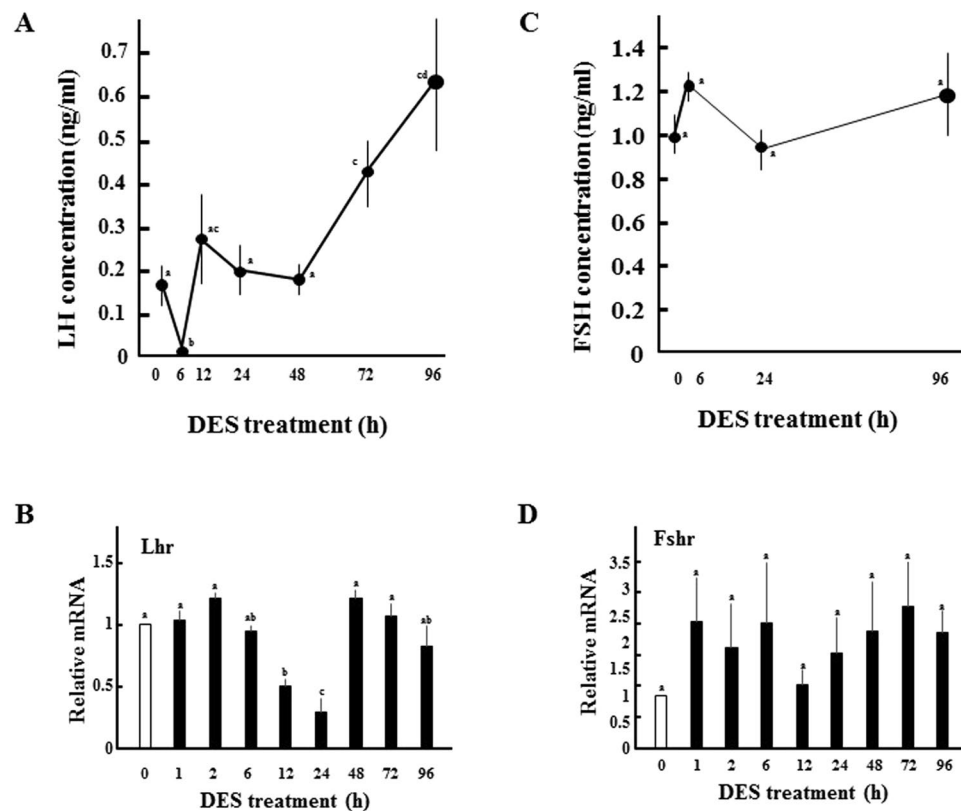 A
LH concentration (ng/ml)
0.7
0.6
0.5
0.4
0.3
0.2
0.1
0
a
b
ac
a
a
c
cd
0 6 12 24 48 72 96
DES treatment (h)
C
FSH concentration (ng/ml)
1.4
1.2
1.0
0.8
0.6
0.4
0.2
0
a
a
a
a
0 6 24 96
DES treatment (h)
B
Lhr
Relative mRNA
1.5
1
0.5
0
a a a ab b c a a ab
0 1 2 6 12 24 48 72 96
DES treatment (h)
D
Fshr
Relative mRNA
3.5
3
2.5
2
1.5
1
0.5
0
a a a a a a a a a
0 1 2 6 12 24 48 72 96
DES treatment (h)